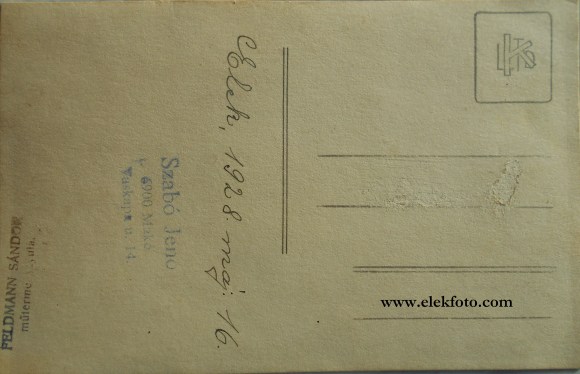 Elek, 1928. máj. 16.
Szabó Jenő
6900 Makó
u. 14.
FELDMANN SÁNDOR
műterme Gyula.
www.elekfoto.com